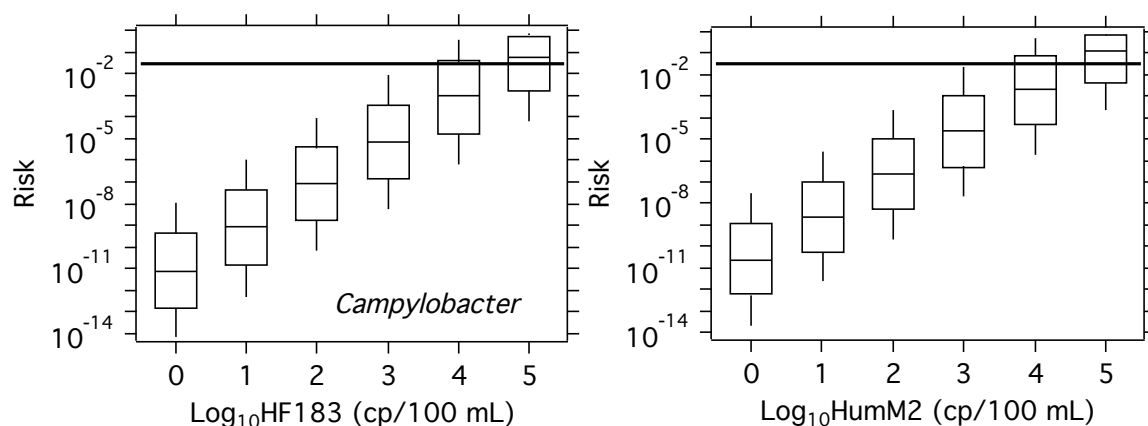 Risk
10⁻²
10⁻⁵
10⁻⁸
10⁻¹¹
10⁻¹⁴
Campylobacter
0 1 2 3 4 5
Log₁₀HF183 (cp/100 mL)
Risk
10⁻²
10⁻⁵
10⁻⁸
10⁻¹¹
10⁻¹⁴
0 1 2 3 4 5
Log₁₀HumM2 (cp/100 mL)